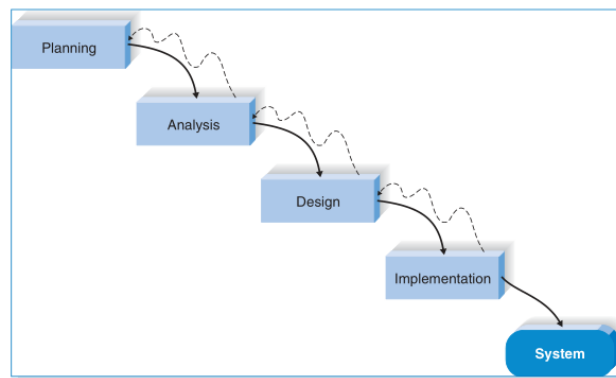 Planning
Analysis
Design
Implementation
System